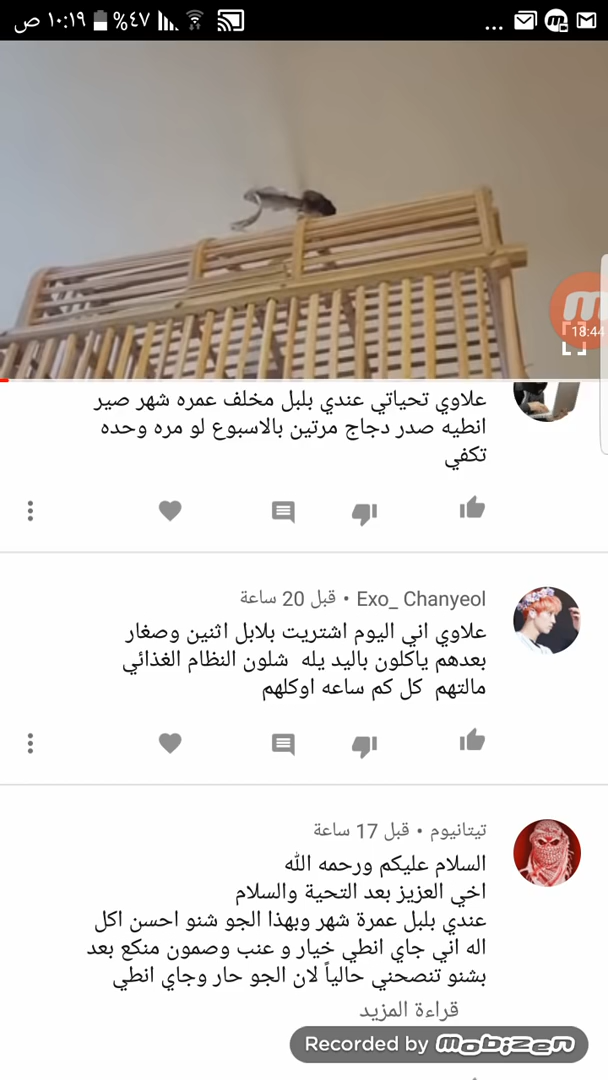 ١٠:١٩ ص
%٤٧
...
18:44
علاوي تحياتي عندي بلبل مخلف عمره شهر صير
انطيه صدر دجاج مرتين بالاسبوع لو مره وحده
تكفي
Exo_ Chanyeol • قبل 20 ساعة
علاوي اني اليوم اشتريت بلابل اثنين وصغار
بعدهم ياكلون باليد يله شلون النظام الغذائي
مالتهم كل كم ساعه اوكلهم
تيتانيوم • قبل 17 ساعة
السلام عليكم ورحمه الله
اخي العزيز بعد التحية والسلام
عندي بلبل عمرة شهر وبهذا الجو شنو احسن اكل
اله اني جاي انطي خيار و عنب وصمون منكع بعد
بشنو تنصحني حالياً لان الجو حار وجاي انطي
قراءة المزيد
Recorded by mobizen